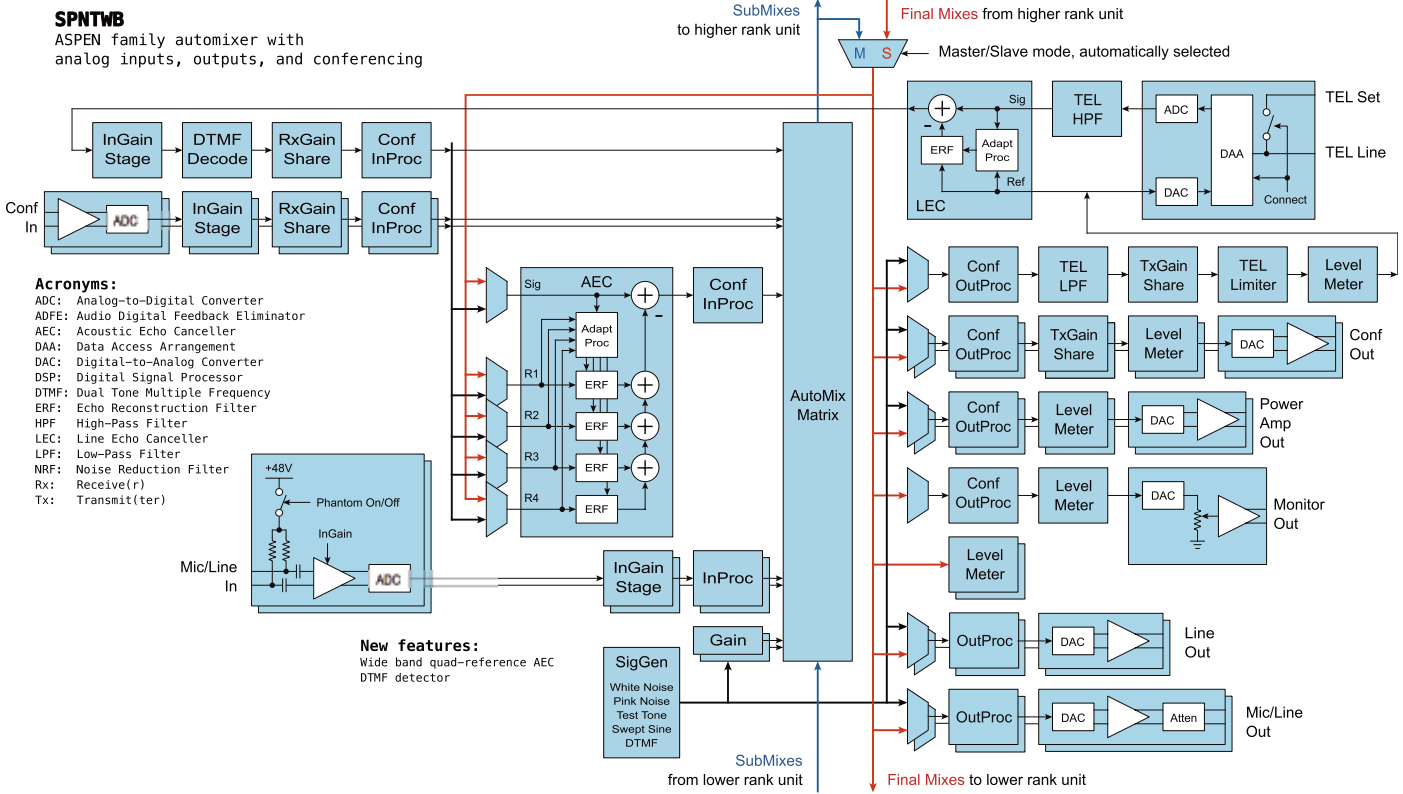 SPNTWB
ASPEN family automixer with
analog inputs, outputs, and conferencing
SubMixes
to higher rank unit
Final Mixes from higher rank unit
M S
Master/Slave mode, automatically selected
InGain
Stage
DTMF
Decode
RxGain
Share
Conf
InProc
Conf
In
ADC
InGain
Stage
RxGain
Share
Conf
InProc
Sig
Adapt
Proc
ERF
Ref
LEC
–
TEL
HPF
ADC
DAA
DAC
Connect
TEL Set
TEL Line
Acronyms:
ADC: Analog-to-Digital Converter
ADFE: Audio Digital Feedback Eliminator
AEC: Acoustic Echo Canceller
DAA: Data Access Arrangement
DAC: Digital-to-Analog Converter
DSP: Digital Signal Processor
DTMF: Dual Tone Multiple Frequency
ERF: Echo Reconstruction Filter
HPF High-Pass Filter
LEC: Line Echo Canceller
LPF: Low-Pass Filter
NRF: Noise Reduction Filter
Rx: Receive(r)
Tx: Transmit(ter)
Sig
AEC
–
Adapt
Proc
R1
ERF
R2
ERF
R3
ERF
R4
ERF
Conf
InProc
AutoMix
Matrix
Conf
OutProc
TEL
LPF
TxGain
Share
TEL
Limiter
Level
Meter
Conf
OutProc
TxGain
Share
Level
Meter
DAC
Conf
Out
Conf
OutProc
Level
Meter
DAC
Power
Amp
Out
Conf
OutProc
Level
Meter
DAC
Monitor
Out
Level
Meter
OutProc
DAC
Line
Out
OutProc
DAC
Atten
Mic/Line
Out
+48V
Phantom On/Off
InGain
Mic/Line
In
ADC
InGain
Stage
InProc
Gain
New features:
Wide band quad-reference AEC
DTMF detector
SigGen
White Noise
Pink Noise
Test Tone
Swept Sine
DTMF
SubMixes
from lower rank unit
Final Mixes to lower rank unit